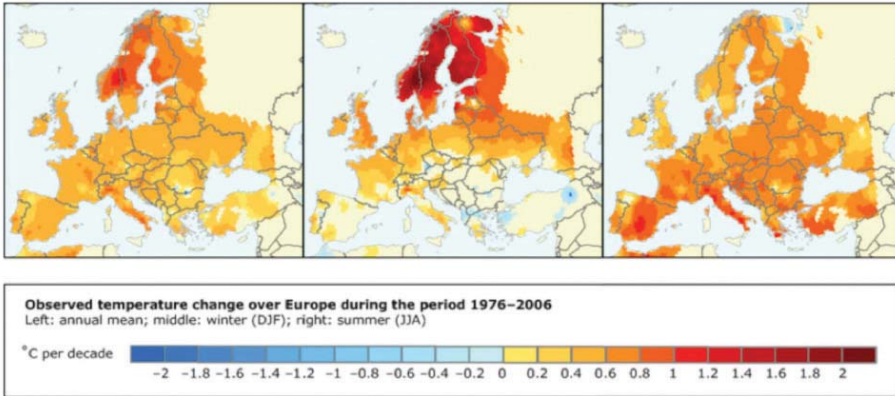 Observed temperature change over Europe during the period 1976–2006
Left: annual mean; middle: winter (DJF); right: summer (JJA)
°C per decade
−2 −1.8 −1.6 −1.4 −1.2 −1 −0.8 −0.6 −0.4 −0.2 0 0.2 0.4 0.6 0.8 1 1.2 1.4 1.6 1.8 2